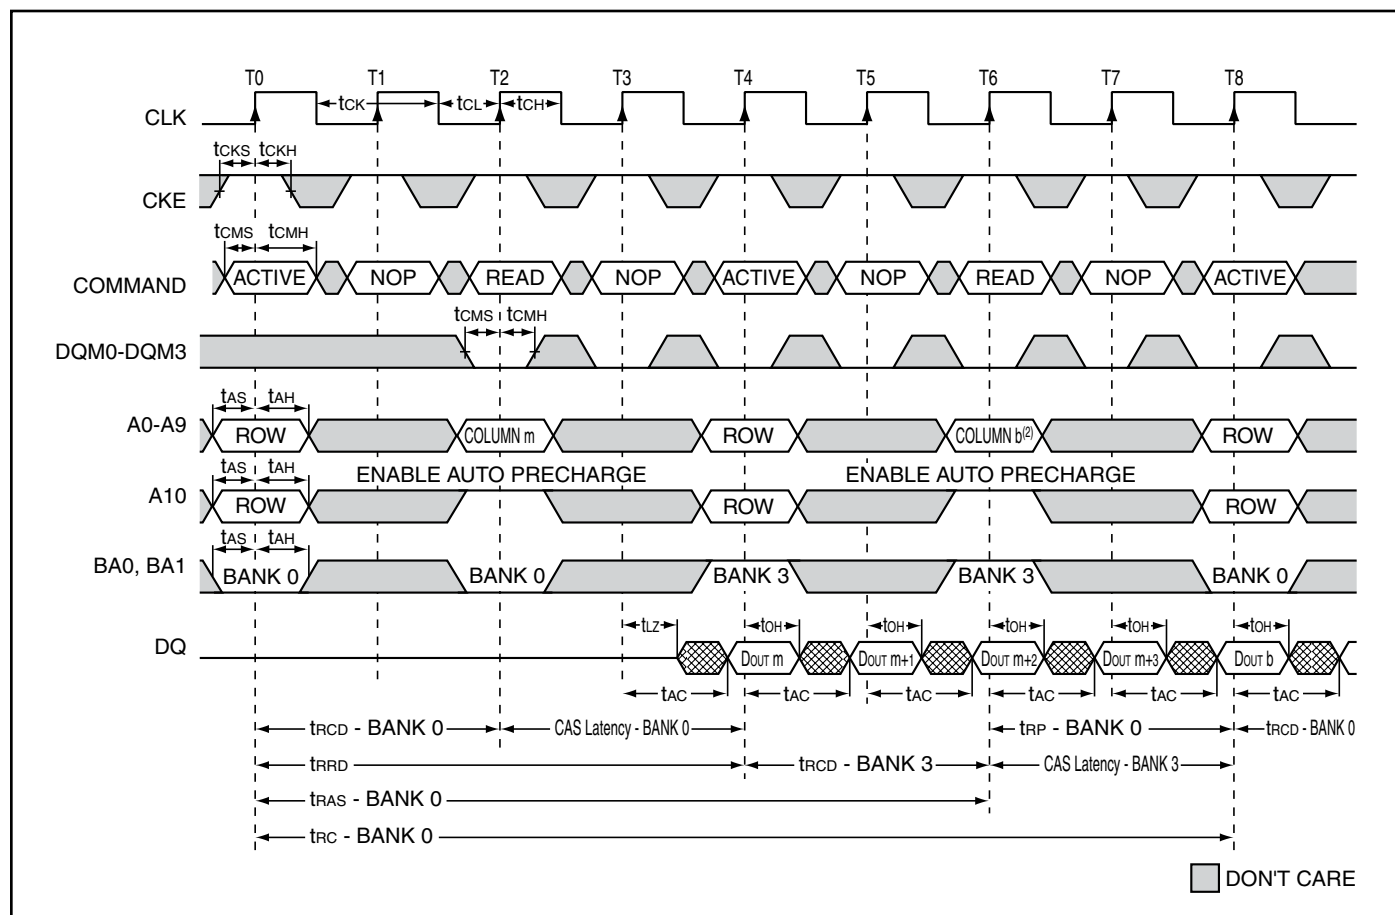 T0 T1 T2 T3 T4 T5 T6 T7 T8
CLK tCK tCL tCH
tCKS tCKH
CKE
tCMS tCMH
COMMAND ACTIVE NOP READ NOP ACTIVE NOP READ NOP ACTIVE
tCMS tCMH
DQM0-DQM3
tAS tAH
A0-A9 ROW COLUMN m ROW COLUMN b(2) ROW
tAS tAH ENABLE AUTO PRECHARGE ENABLE AUTO PRECHARGE
A10 ROW ROW ROW
tAS tAH
BA0, BA1 BANK 0 BANK 0 BANK 3 BANK 3 BANK 0
tLZ tOH tOH tOH tOH tOH
DQ DOUT m DOUT m+1 DOUT m+2 DOUT m+3 DOUT b
tAC tAC tAC tAC tAC tAC
tRCD - BANK 0 CAS Latency - BANK 0 tRP - BANK 0 tRCD - BANK 0
tRRD tRCD - BANK 3 CAS Latency - BANK 3
tRAS - BANK 0
tRC - BANK 0
DON'T CARE